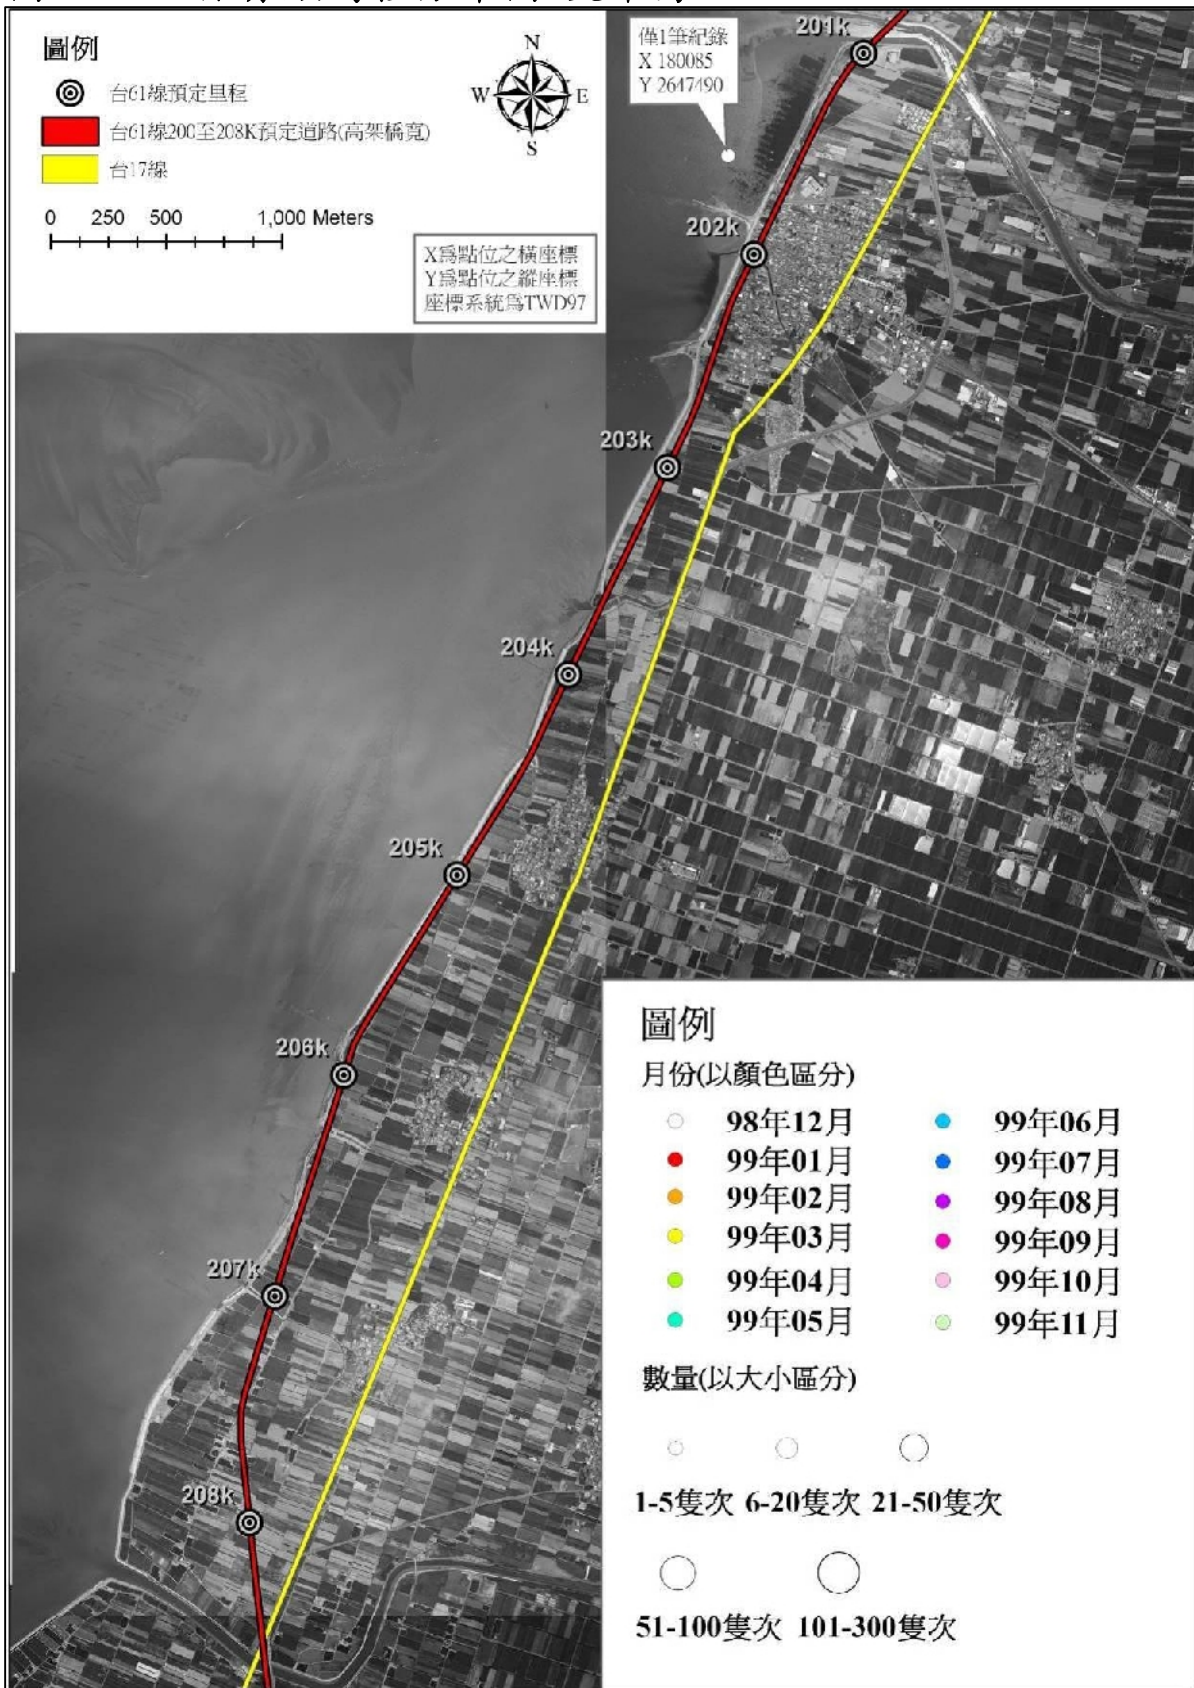 圖例
台61線預定里程
台61線200至208K預定道路(高架橋寬)
台17線
0 250 500 1,000 Meters
N
W E
S
僅1筆紀錄
X 180085
Y 2647490
X為點位之橫座標
Y為點位之縱座標
座標系統為TWD97
201k
202k
203k
204k
205k
206k
207k
208k
圖例
月份(以顏色區分)
98年12月 99年06月
99年01月 99年07月
99年02月 99年08月
99年03月 99年09月
99年04月 99年10月
99年05月 99年11月
數量(以大小區分)
1-5隻次 6-20隻次 21-50隻次
51-100隻次 101-300隻次